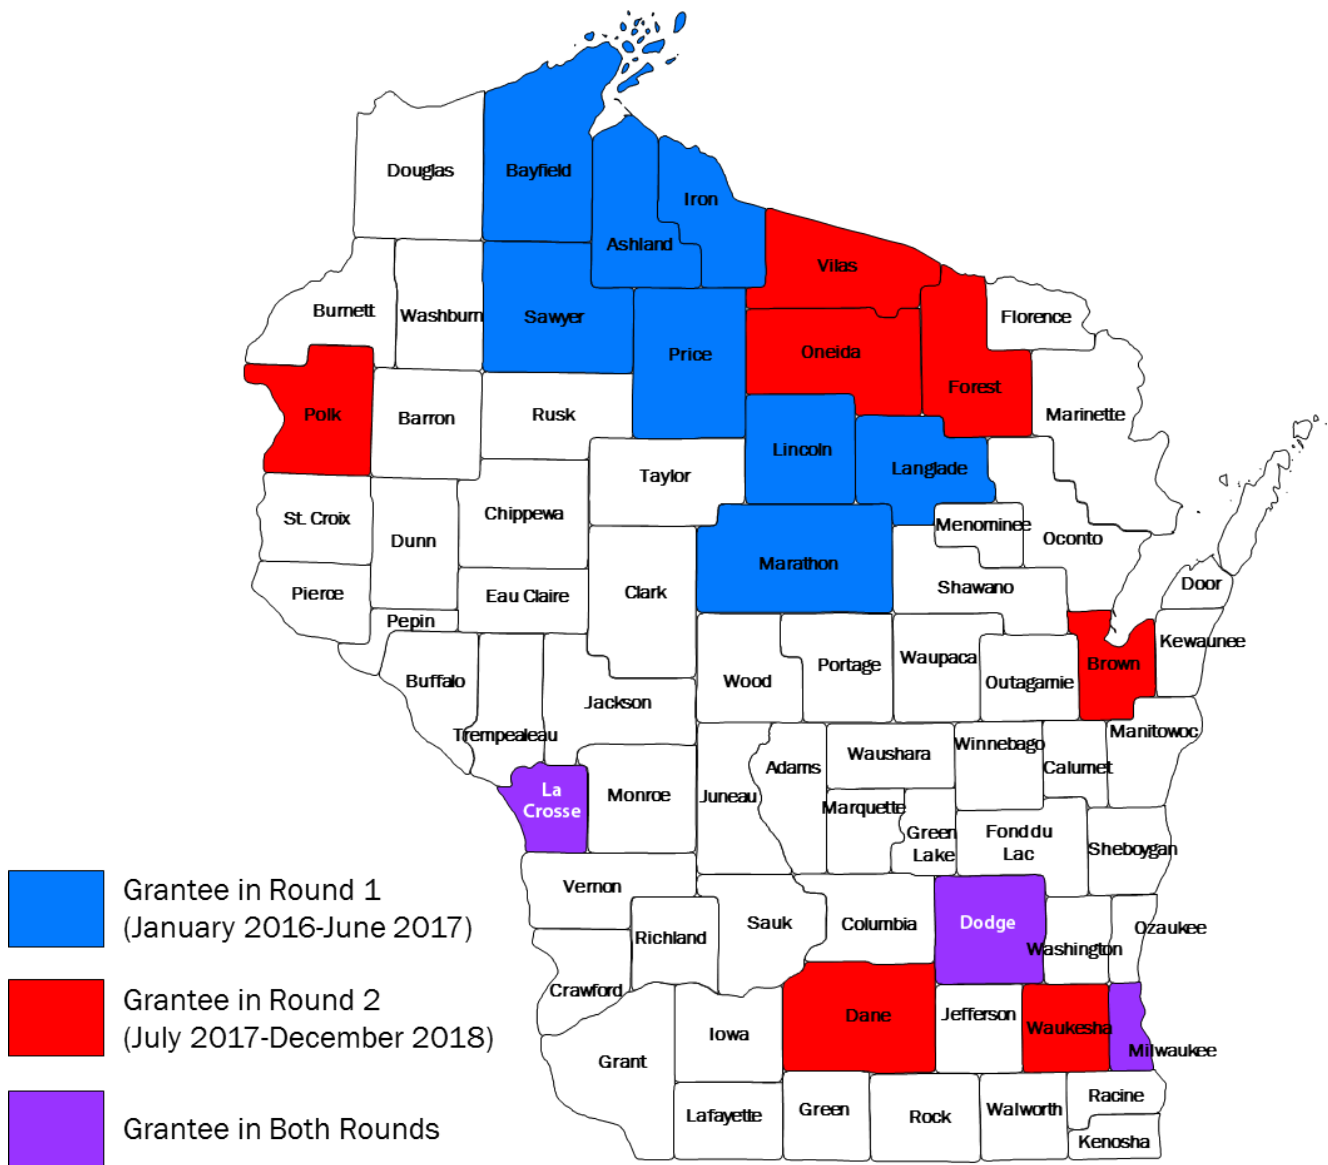 Douglas
Bayfield
Iron
Ashland
Vilas
Burnett
Washburn
Sawyer
Florence
Price
Oneida
Forest
Polk
Barron
Rusk
Marinette
Lincoln
Langlade
Taylor
St. Croix
Chippewa
Menominee
Dunn
Oconto
Marathon
Pierce
Eau Claire
Clark
Shawano
Door
Pepin
Kewaunee
Buffalo
Wood
Portage
Waupaca
Outagamie
Brown
Jackson
Trempealeau
Manitowoc
Winnebago
Waushara
Adams
Calumet
La
Crosse
Monroe
Juneau
Marquette
Green
Lake
Fond du
Lac
Sheboygan
Vernon
Richland
Sauk
Columbia
Dodge
Washington
Ozaukee
Crawford
Iowa
Dane
Jefferson
Waukesha
Milwaukee
Grant
Lafayette
Green
Rock
Walworth
Racine
Kenosha
Grantee in Round 1
(January 2016-June 2017)
Grantee in Round 2
(July 2017-December 2018)
Grantee in Both Rounds